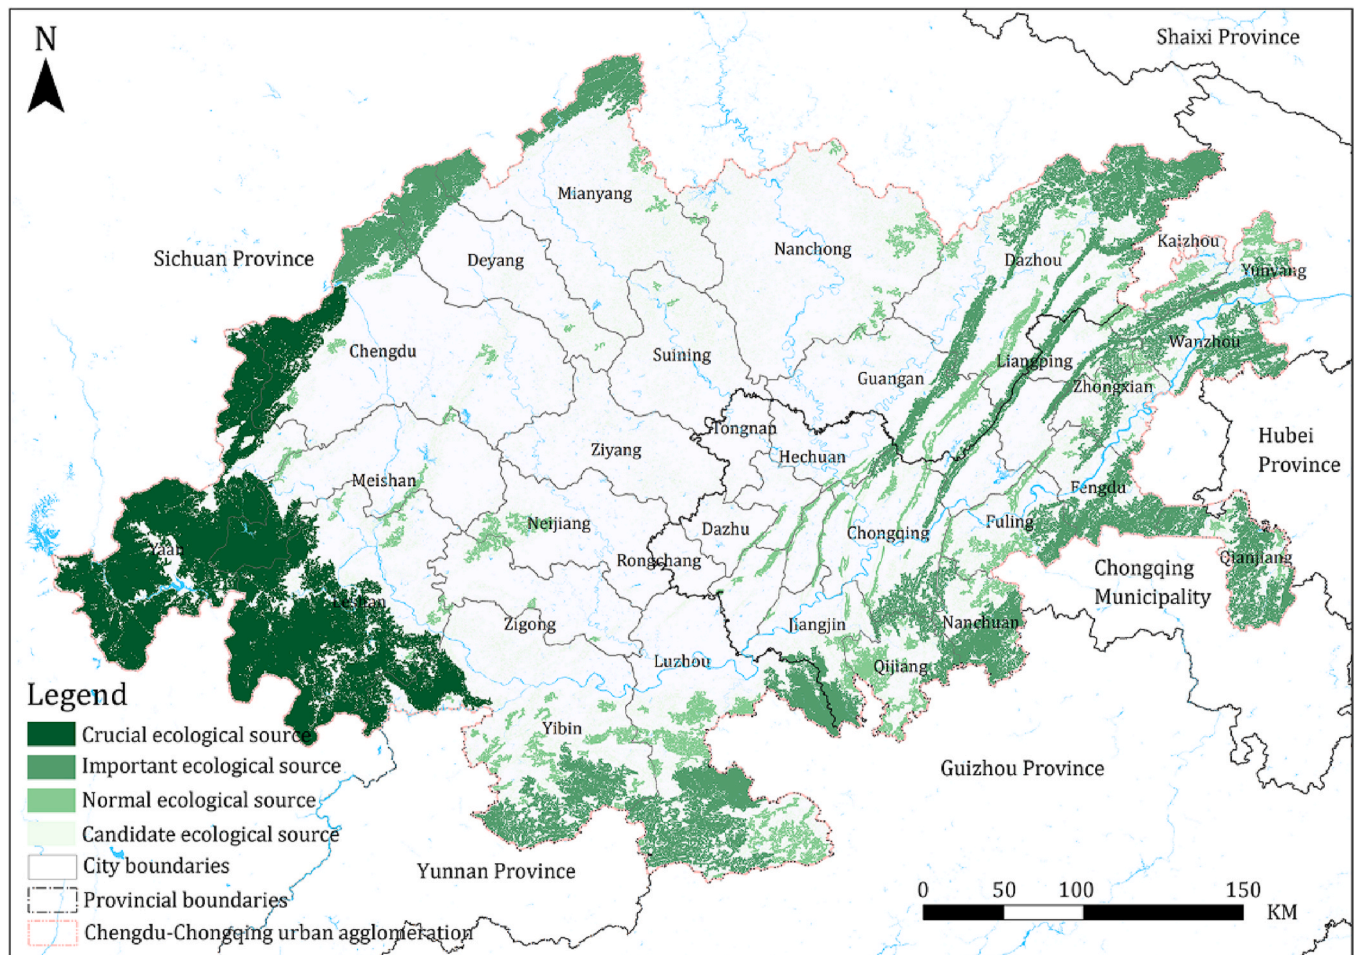 N
Shaixi Province
Mianyang
Sichuan Province
Deyang
Nanchong
Dazhou
Kaizhou
Yunyang
Chengdu
Suining
Guangan
Liangping
Wanzhou
Zhongxian
Tongnan
Hechuan
Ziyang
Hubei
Province
Meishan
Fengdu
Neijiang
Dazhu
Chongqing
Fuling
Yaan
Rongchang
Qianjiang
Chongqing
Municipality
Leshan
Zigong
Jiangjin
Nanchuan
Luzhou
Qijiang
Yibin
Guizhou Province
Yunnan Province
Legend
Crucial ecological source
Important ecological source
Normal ecological source
Candidate ecological source
City boundaries
Provincial boundaries
Chengdu-Chongqing urban agglomeration
0 50 100 150
KM